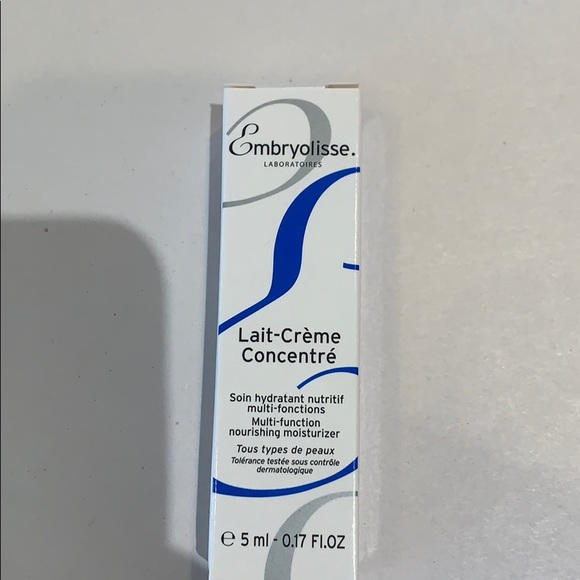 Embryolisse.
LABORATOIRES
Lait-Crème
Concentré
Soin hydratant nutritif
multi-fonctions
Multi-function
nourishing moisturizer
Tous types de peaux
Tolérance testée sous contrôle
dermatologique
℮ 5 ml - 0.17 Fl.OZ